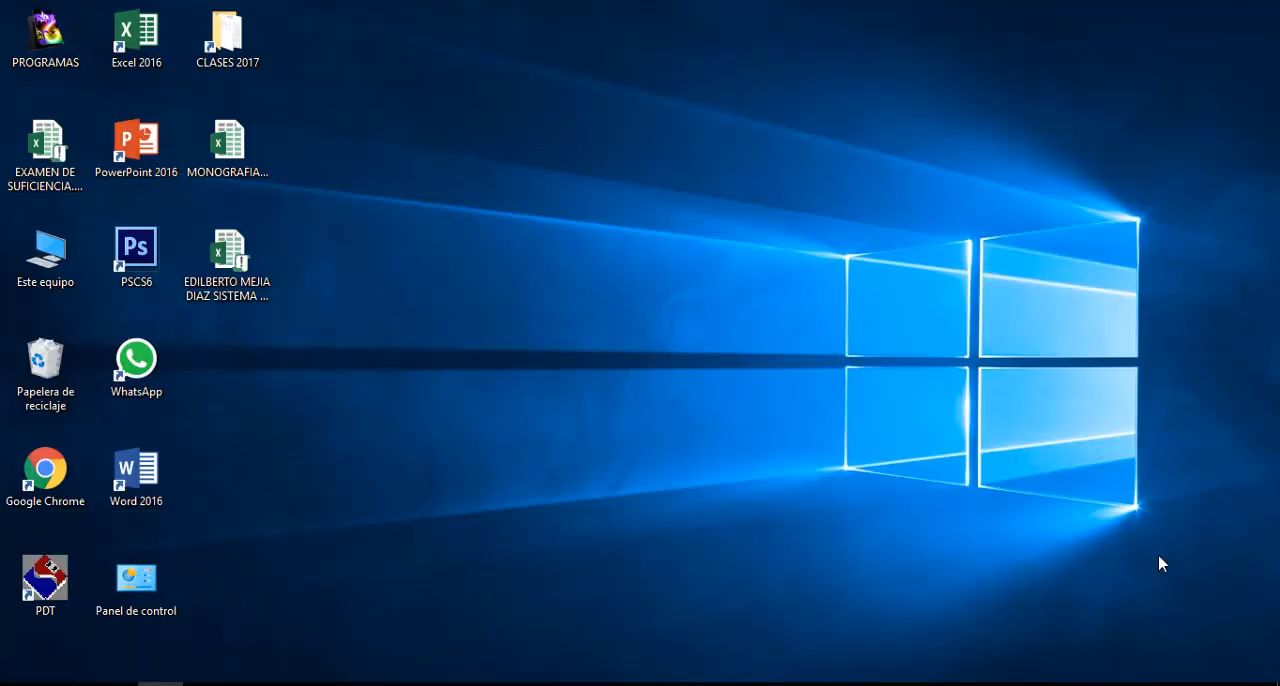 PROGRAMAS
Excel 2016
CLASES 2017
EXAMEN DE
SUFICIENCIA....
PowerPoint 2016
MONOGRAFIA...
Este equipo
Ps
PSCS6
EDILBERTO MEJIA
DIAZ SISTEMA ...
Papelera de
reciclaje
WhatsApp
Google Chrome
Word 2016
PDT
Panel de control